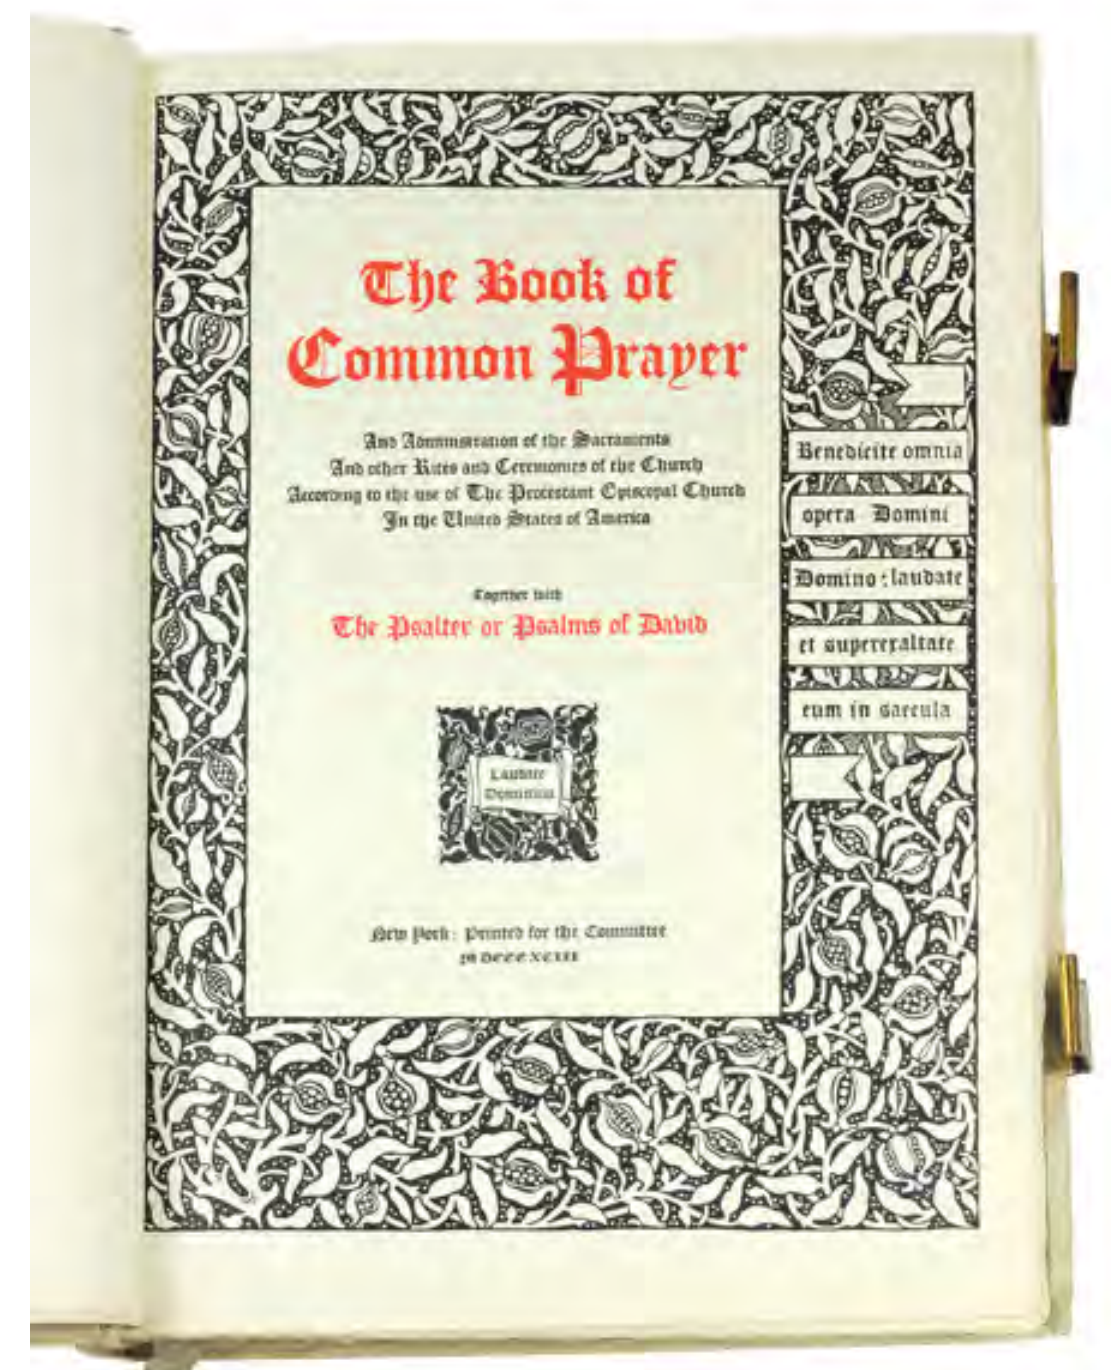 The Book of
Common Prayer
And Administration of the Sacraments
And other Rites and Ceremonies of the Church
According to the use of The Protestant Episcopal Church
In the United States of America
Together with
The Psalter or Psalms of David
Laudate
Dominum
New York: Printed for the Committee
MDCCCXCIII
Benedicite omnia
opera Domini
Domino: laudate
et superexaltate
eum in saecula